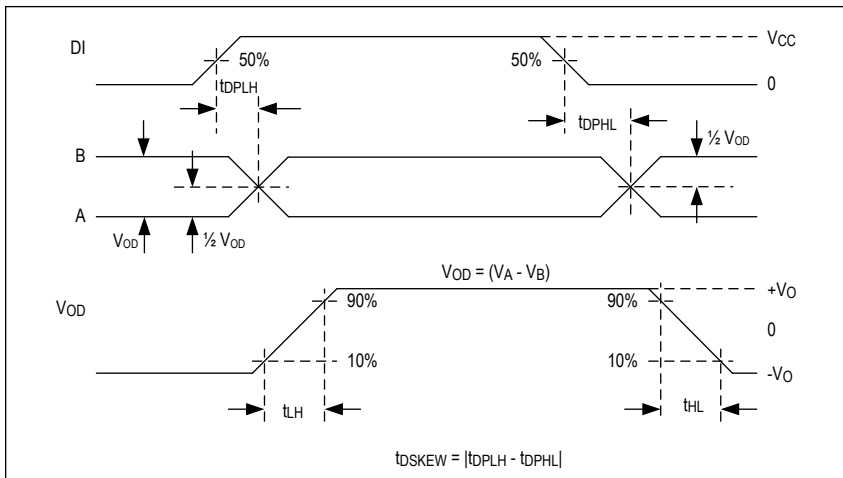 DI
50%
50%
VCC
0
tDPLH
tDPHL
½ VOD
B
A
VOD
½ VOD
VOD = (VA - VB)
VOD
90%
90%
+VO
0
10%
10%
-VO
tLH
tHL
tDSKEW = |tDPLH - tDPHL|